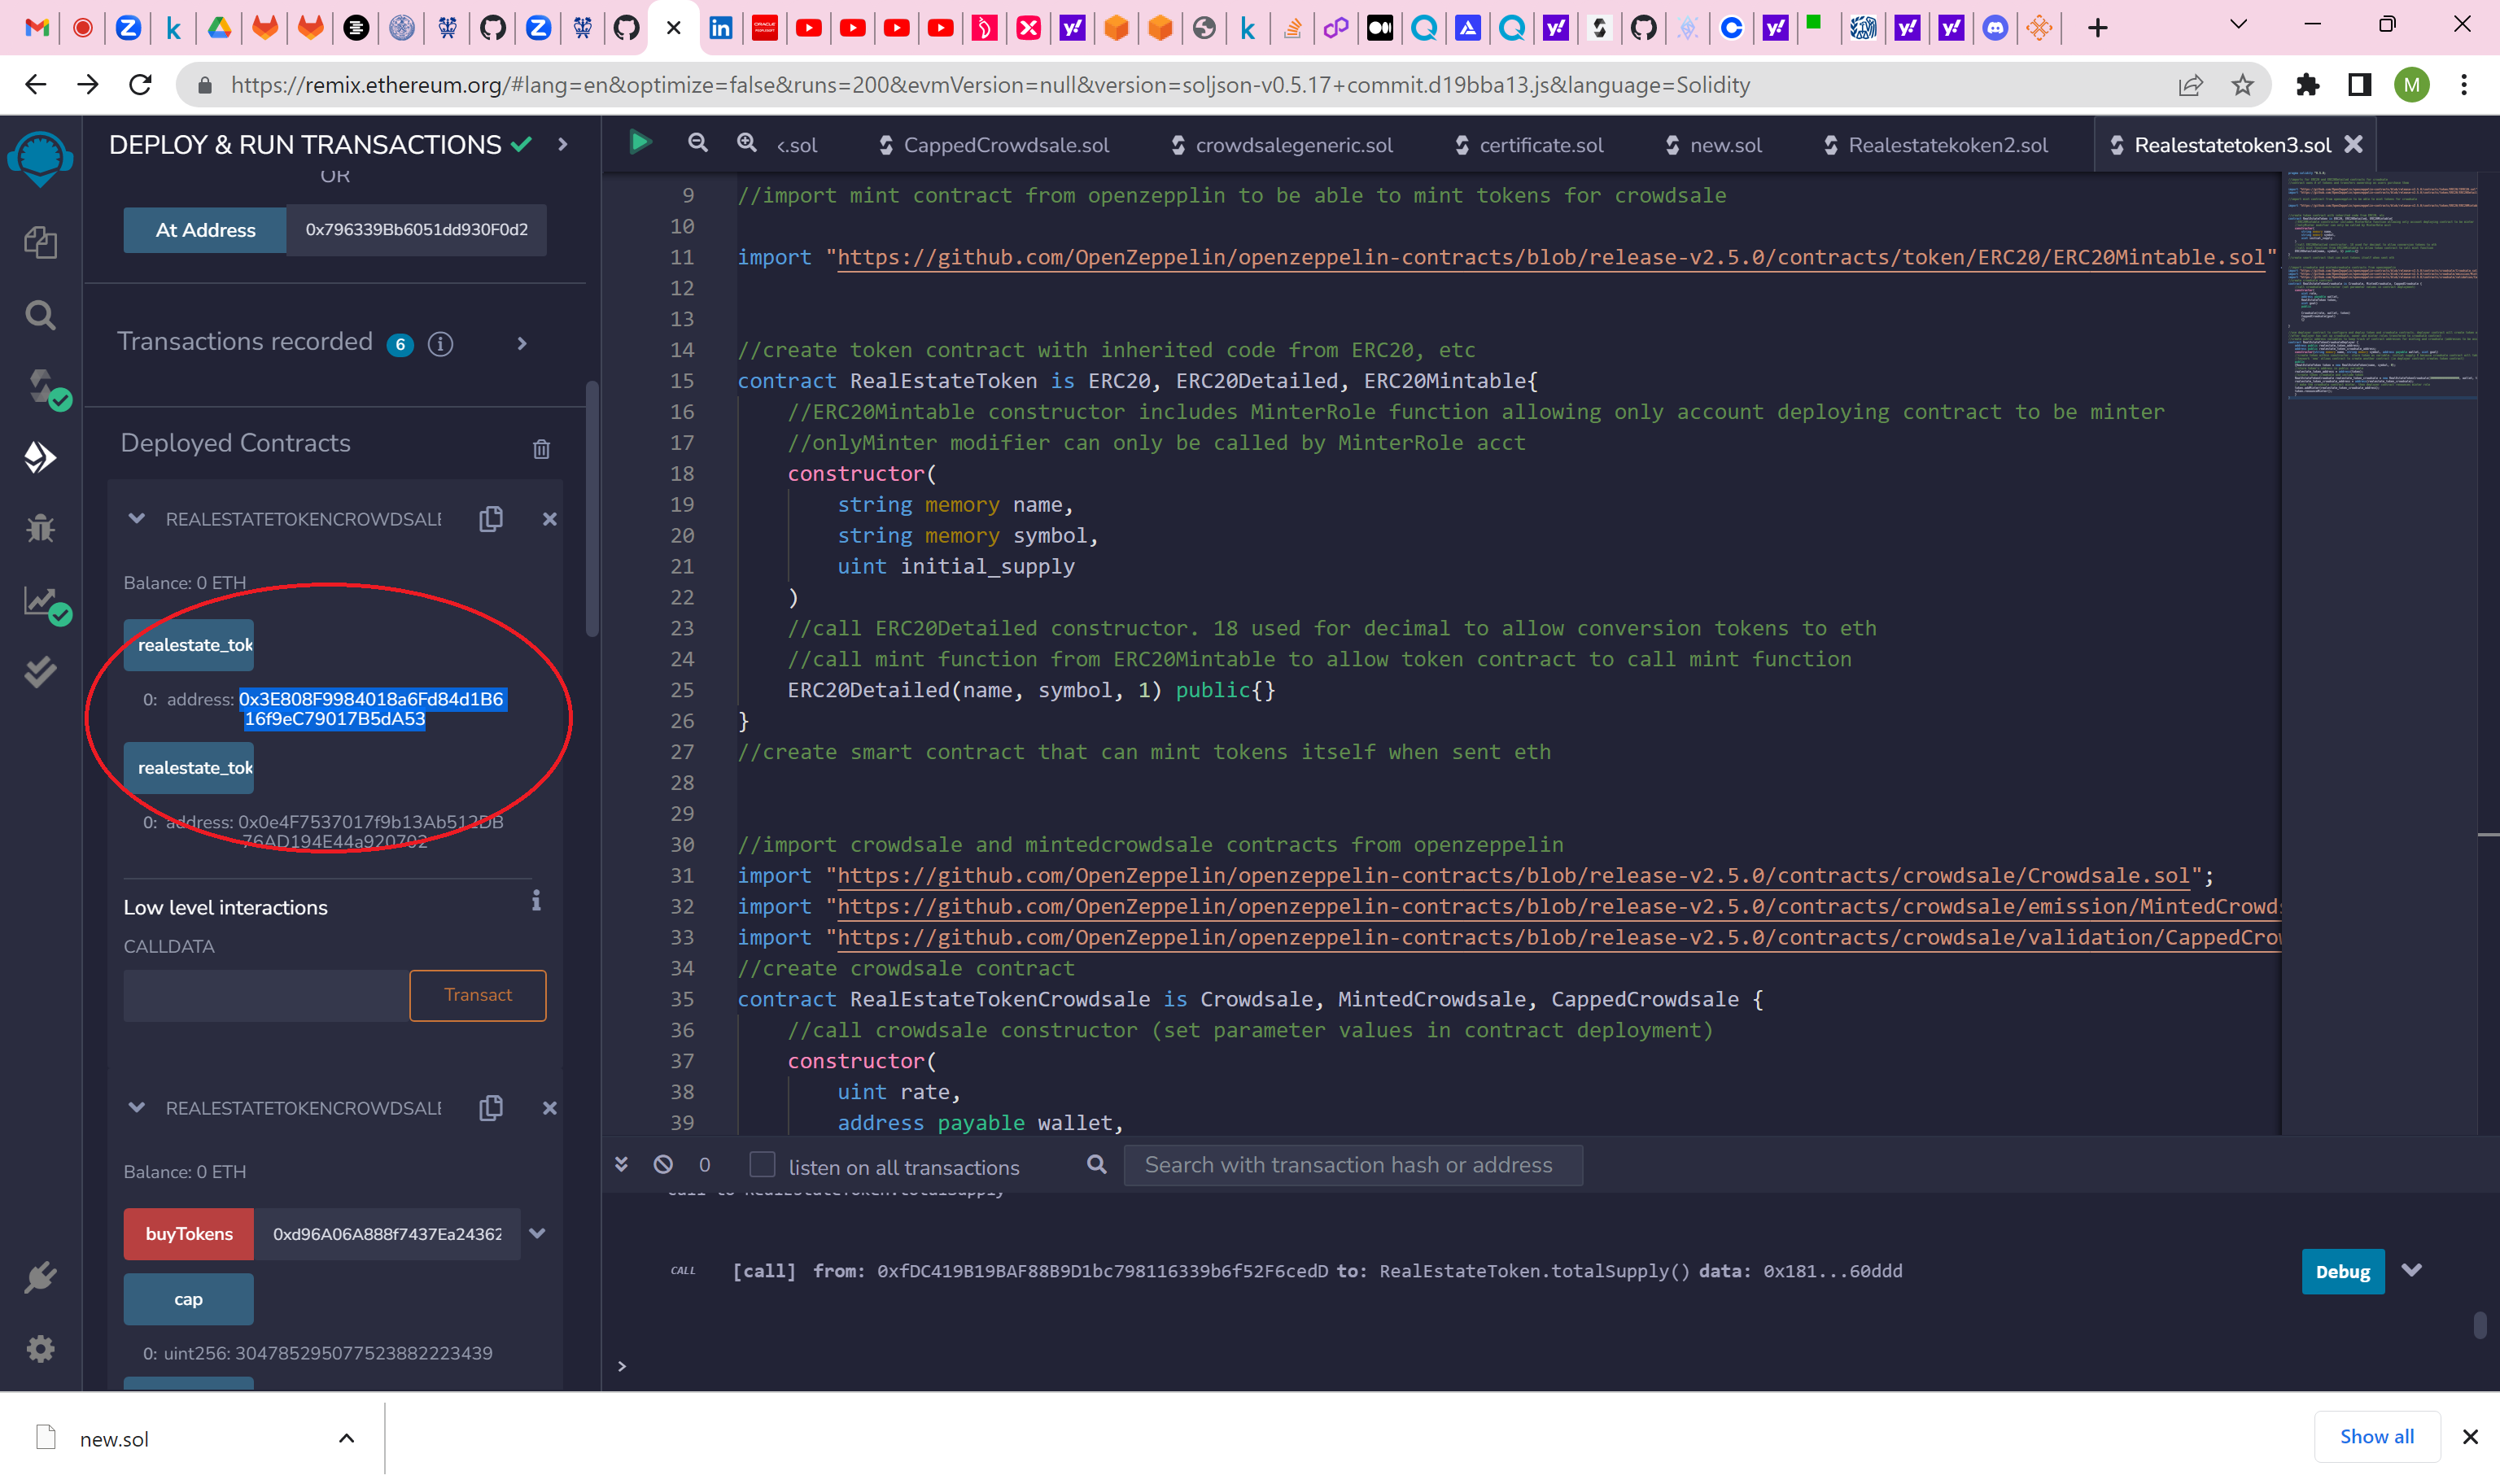 https://remix.ethereum.org/#lang=en&optimize=false&runs=200&evmVersion=null&version=soljson-v0.5.17+commit.d19bba13.js&language=Solidity
M
DEPLOY & RUN TRANSACTIONS
OR
At Address 0x796339Bb6051dd930F0d2
Transactions recorded 6
Deployed Contracts
REALESTATETOKENCROWDSALE
Balance: 0 ETH
realestate_tok
0: address: 0x3E808F9984018a6Fd84d1B6
16f9eC79017B5dA53
realestate_tok
0: address: 0x0e4F7537017f9b13Ab512DB
76AD194E44a920702
Low level interactions
CALLDATA
Transact
REALESTATETOKENCROWDSALE
Balance: 0 ETH
buyTokens 0xd96A06A888f7437Ea24362
cap
0: uint256: 304785295077523882223439
<.sol CappedCrowdsale.sol crowdsalegeneric.sol certificate.sol new.sol Realestatekoken2.sol Realestatetoken3.sol
9 //import mint contract from openzepplin to be able to mint tokens for crowdsale
10
11 import "https://github.com/OpenZeppelin/openzeppelin-contracts/blob/release-v2.5.0/contracts/token/ERC20/ERC20Mintable.sol"
12
13
14 //create token contract with inherited code from ERC20, etc
15 contract RealEstateToken is ERC20, ERC20Detailed, ERC20Mintable{
16 //ERC20Mintable constructor includes MinterRole function allowing only account deploying contract to be minter
17 //onlyMinter modifier can only be called by MinterRole acct
18 constructor(
19 string memory name,
20 string memory symbol,
21 uint initial_supply
22 )
23 //call ERC20Detailed constructor. 18 used for decimal to allow conversion tokens to eth
24 //call mint function from ERC20Mintable to allow token contract to call mint function
25 ERC20Detailed(name, symbol, 1) public{}
26 }
27 //create smart contract that can mint tokens itself when sent eth
28
29
30 //import crowdsale and mintedcrowdsale contracts from openzeppelin
31 import "https://github.com/OpenZeppelin/openzeppelin-contracts/blob/release-v2.5.0/contracts/crowdsale/Crowdsale.sol";
32 import "https://github.com/OpenZeppelin/openzeppelin-contracts/blob/release-v2.5.0/contracts/crowdsale/emission/MintedCrowds
33 import "https://github.com/OpenZeppelin/openzeppelin-contracts/blob/release-v2.5.0/contracts/crowdsale/validation/CappedCrow
34 //create crowdsale contract
35 contract RealEstateTokenCrowdsale is Crowdsale, MintedCrowdsale, CappedCrowdsale {
36 //call crowdsale constructor (set parameter values in contract deployment)
37 constructor(
38 uint rate,
39 address payable wallet,
0 listen on all transactions Search with transaction hash or address
call to RealEstateToken.totalSupply
CALL [call] from: 0xfDC419B19BAF88B9D1bc798116339b6f52F6cedD to: RealEstateToken.totalSupply() data: 0x181...60ddd Debug
>
new.sol Show all